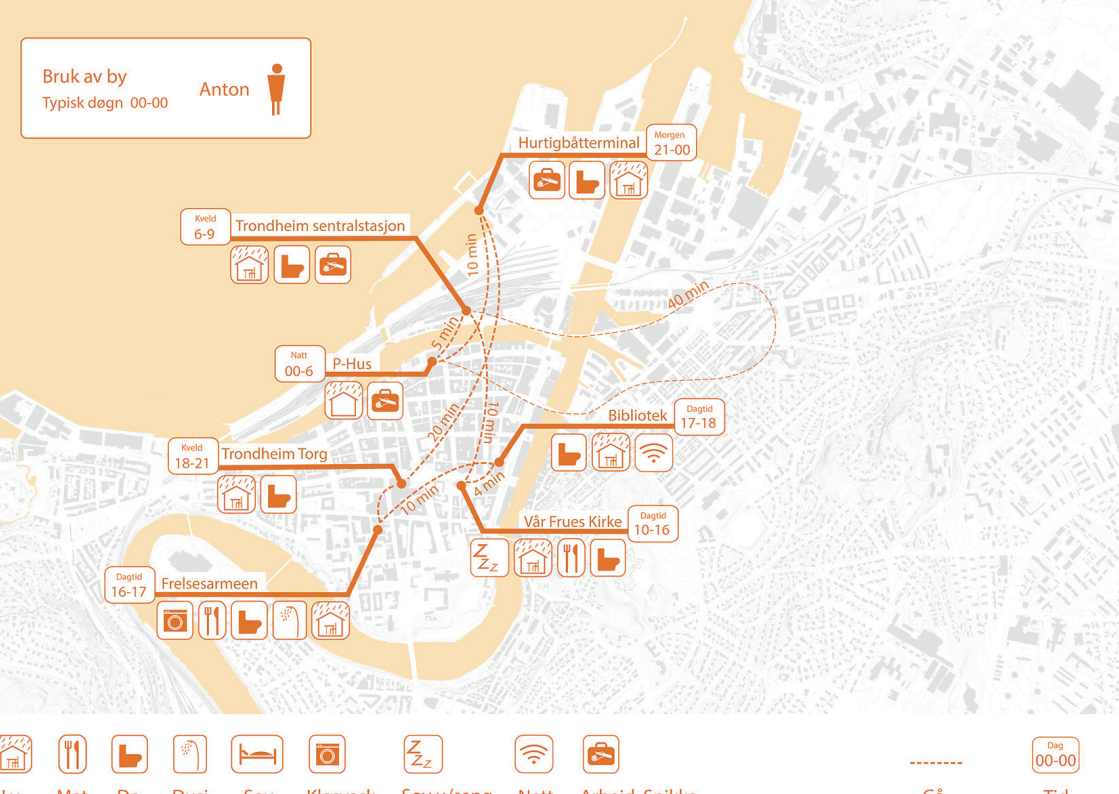 Bruk av by
Typisk døgn 00-00
Anton
Hurtigbåtterminal
Morgen
21-00
Kveld
6-9
Trondheim sentralstasjon
10 min
40 min
5 min
Natt
00-6
P-Hus
20 min
10 min
Bibliotek
Dagtid
17-18
Kveld
18-21
Trondheim Torg
10 min
4 min
Vår Frues Kirke
Dagtid
10-16
Dagtid
16-17
Frelsesarmeen
Z
Z
Z
Z
Z
Z
Dag
00-00